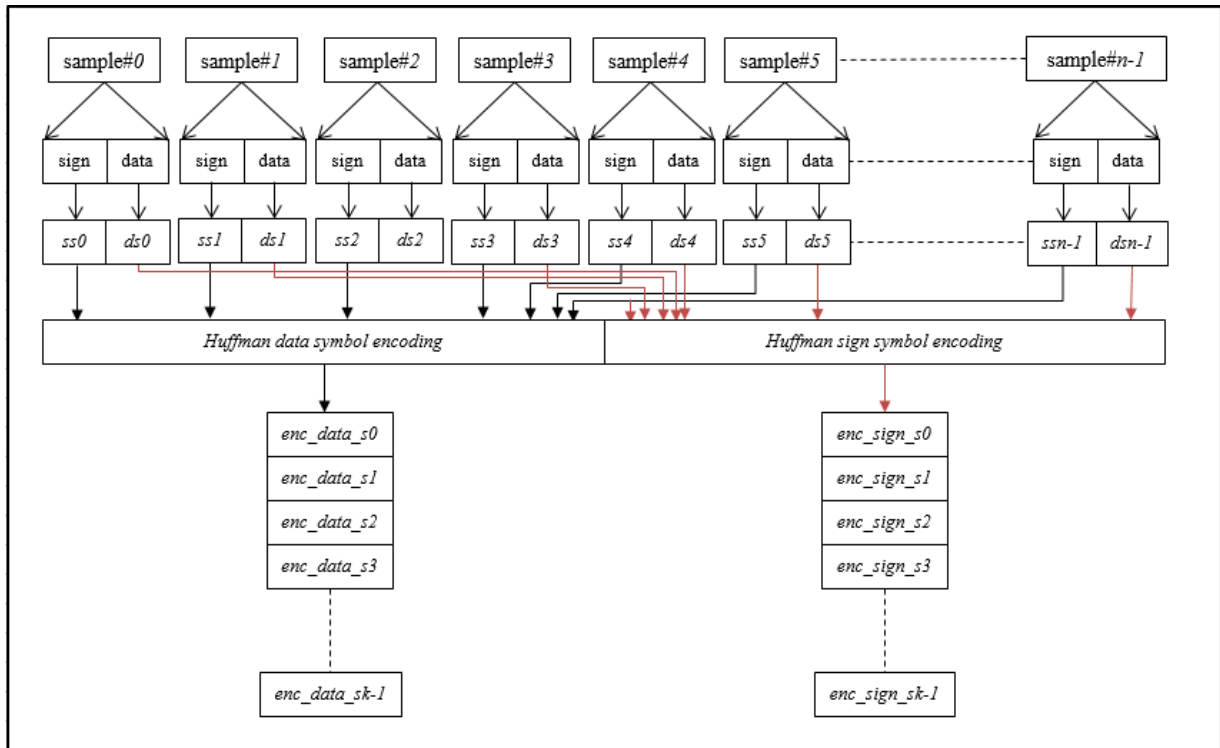 sample#0 sample#1 sample#2 sample#3 sample#4 sample#5 sample#n-1
sign data sign data sign data sign data sign data sign data sign data
ss0 ds0 ss1 ds1 ss2 ds2 ss3 ds3 ss4 ds4 ss5 ds5 ssn-1 dsn-1
Huffman data symbol encoding Huffman sign symbol encoding
enc_data_s0 enc_sign_s0
enc_data_s1 enc_sign_s1
enc_data_s2 enc_sign_s2
enc_data_s3 enc_sign_s3
enc_data_sk-1 enc_sign_sk-1